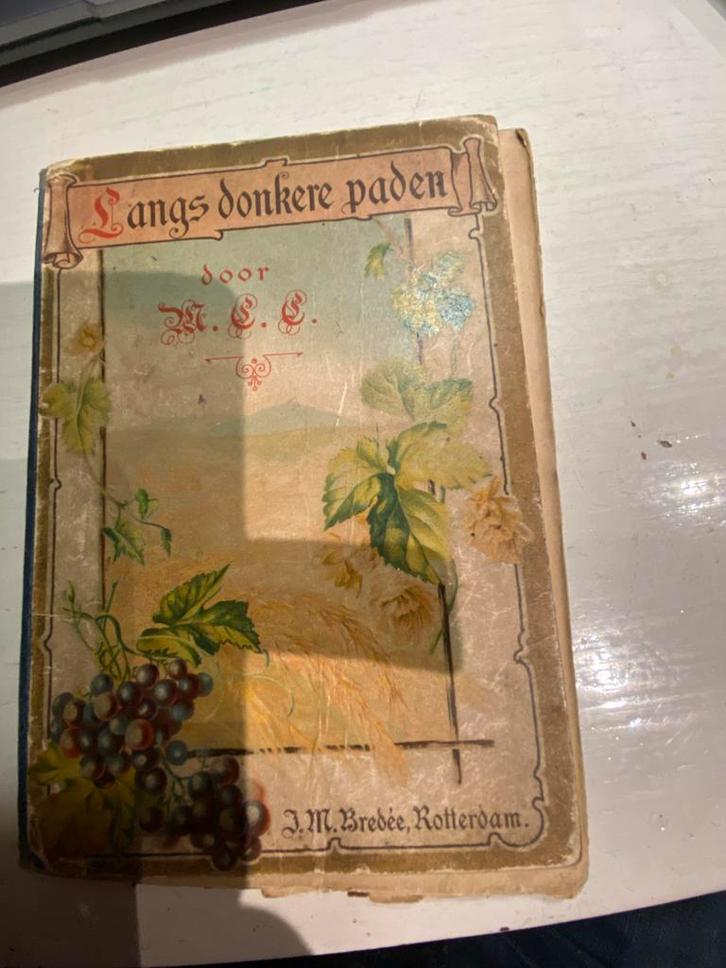 Langs donkere paden
door
M. C. C.
J. M. Bredée, Rotterdam.